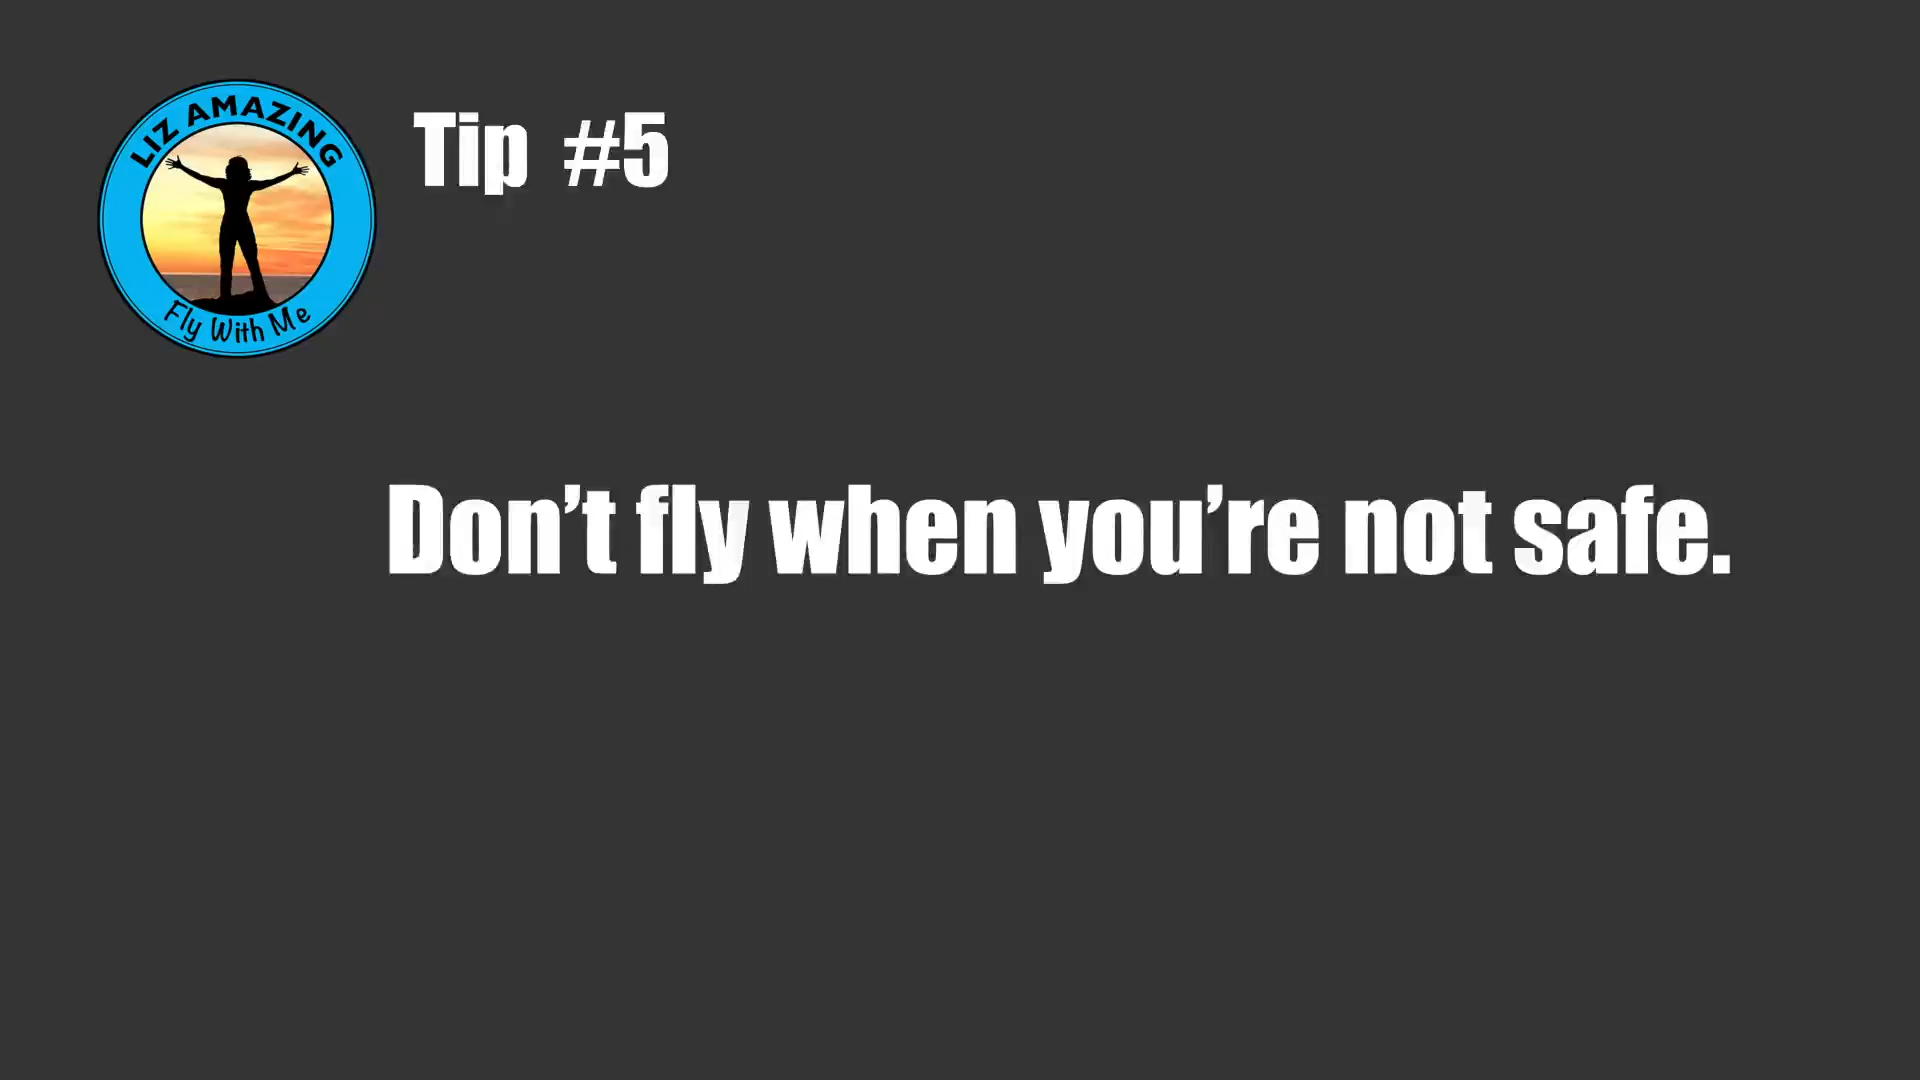 LIZ AMAZING
Fly With Me
Tip #5
Don’t fly when you’re not safe.